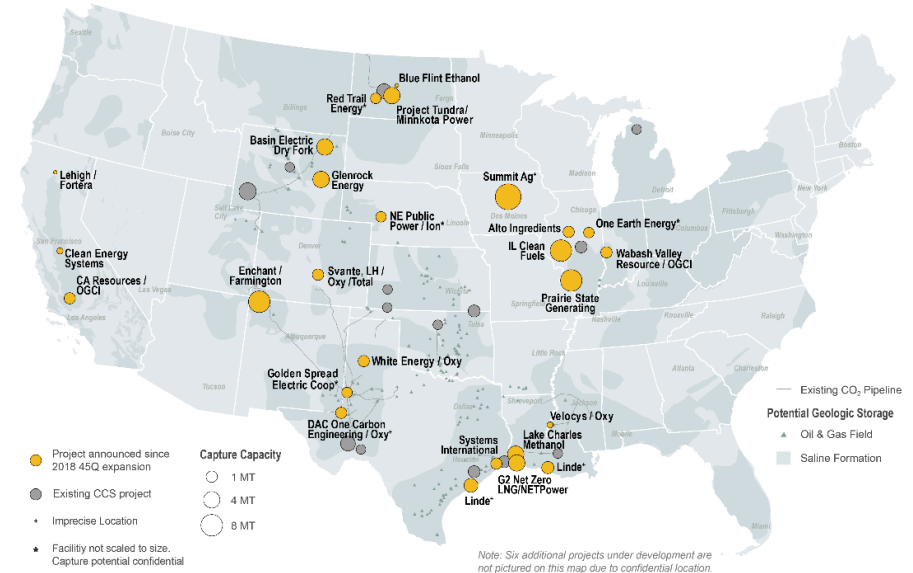 Seattle
Blue Flint Ethanol
Red Trail
Energy*
Project Tundra/
Minnkota Power
Fargo
Billings
Boise City
Minneapolis
Basin Electric
Dry Fork
Glenrock
Energy
Sioux Falls
Madison
Detroit
Boston
New York
Lehigh /
Fortera
Salt Lake
City
Summit Ag*
Chicago
Des Moines
Pittsburgh
NE Public
Power / Ion*
Lincoln
Alto Ingredients
One Earth Energy*
Columbus
Washington
San Francisco
Clean Energy
Systems
Denver
IL Clean
Fuels
Wabash Valley
Resource / OGCI
CA Resources /
OGCI
Las Vegas
Enchant /
Farmington
Svante, LH /
Oxy /Total
Wichita
Louisville
Prairie State
Generating
Springfield
Los Angeles
Tulsa
Nashville
Knoxville
Raleigh
Albuquerque
White Energy / Oxy
Little Rock
Atlanta
Charleston
Tucson
Golden Spread
Electric Coop*
Dallas
Shreveport
Jackson
DAC One Carbon
Engineering / Oxy*
Velocys / Oxy
Mobile
Systems
International
Lake Charles
Methanol
Houston
Linde+
G2 Net Zero
LNG/NETPower
Linde+
Miami
Existing CO₂ Pipeline
Potential Geologic Storage
Oil & Gas Field
Saline Formation
Project announced since
2018 45Q expansion
Existing CCS project
+ Imprecise Location
* Facilitiy not scaled to size.
Capture potential confidential
Capture Capacity
1 MT
4 MT
8 MT
Note: Six additional projects under development are
not pictured on this map due to confidential location.